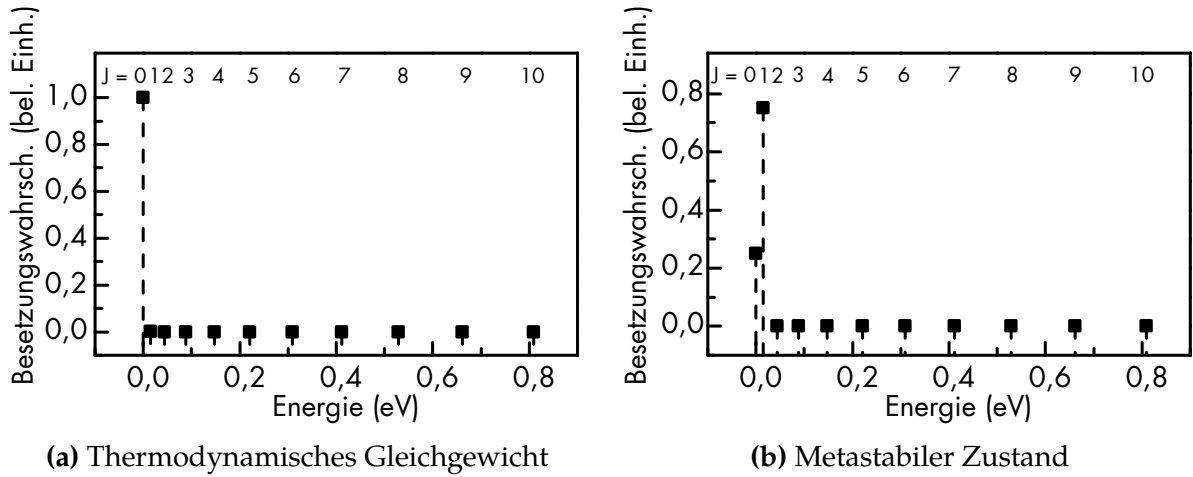 Besetzungswahrsch. (bel. Einh.)
J = 0 1 2 3 4 5 6 7 8 9 10
1,0
0,8
0,6
0,4
0,2
0,0
0,0 0,2 0,4 0,6 0,8
Energie (eV)
(a) Thermodynamisches Gleichgewicht
Besetzungswahrsch. (bel. Einh.)
J = 0 1 2 3 4 5 6 7 8 9 10
0,8
0,6
0,4
0,2
0,0
0,0 0,2 0,4 0,6 0,8
Energie (eV)
(b) Metastabiler Zustand